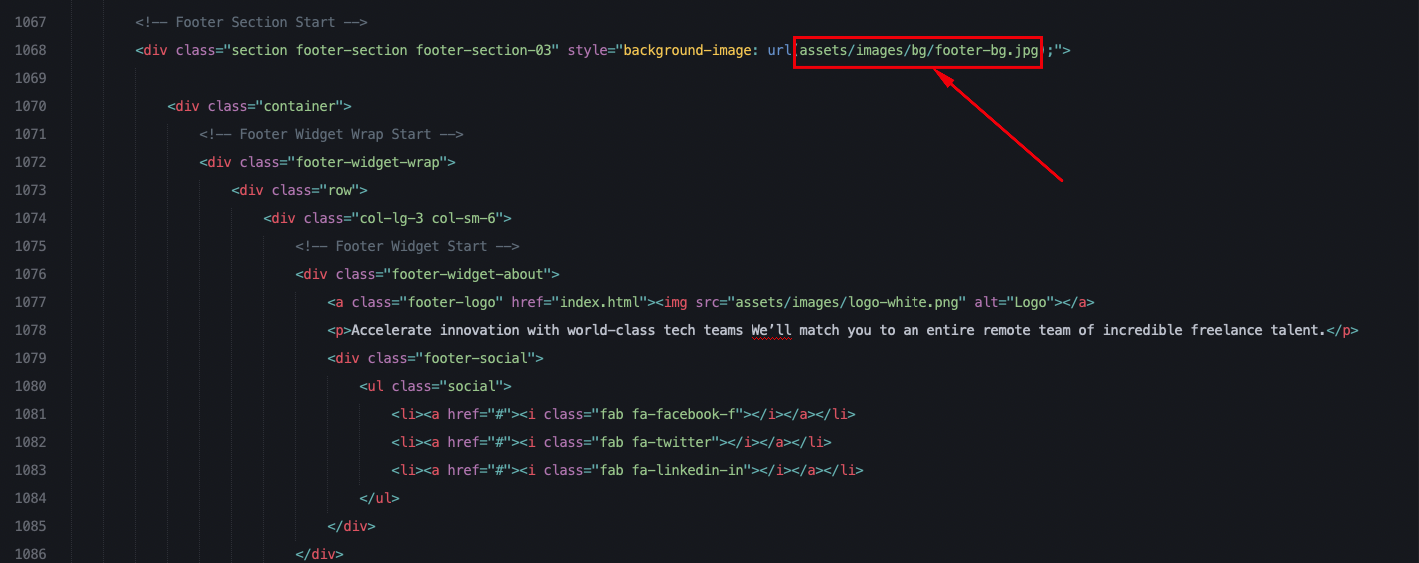 1067 <!-- Footer Section Start -->
1068 <div class="section footer-section footer-section-03" style="background-image: url(assets/images/bg/footer-bg.jpg);">
1069
1070 <div class="container">
1071 <!-- Footer Widget Wrap Start -->
1072 <div class="footer-widget-wrap">
1073 <div class="row">
1074 <div class="col-lg-3 col-sm-6">
1075 <!-- Footer Widget Start -->
1076 <div class="footer-widget-about">
1077 <a class="footer-logo" href="index.html"><img src="assets/images/logo-white.png" alt="Logo"></a>
1078 <p>Accelerate innovation with world-class tech teams We’ll match you to an entire remote team of incredible freelance talent.</p>
1079 <div class="footer-social">
1080 <ul class="social">
1081 <li><a href="#"><i class="fab fa-facebook-f"></i></a></li>
1082 <li><a href="#"><i class="fab fa-twitter"></i></a></li>
1083 <li><a href="#"><i class="fab fa-linkedin-in"></i></a></li>
1084 </ul>
1085 </div>
1086 </div>